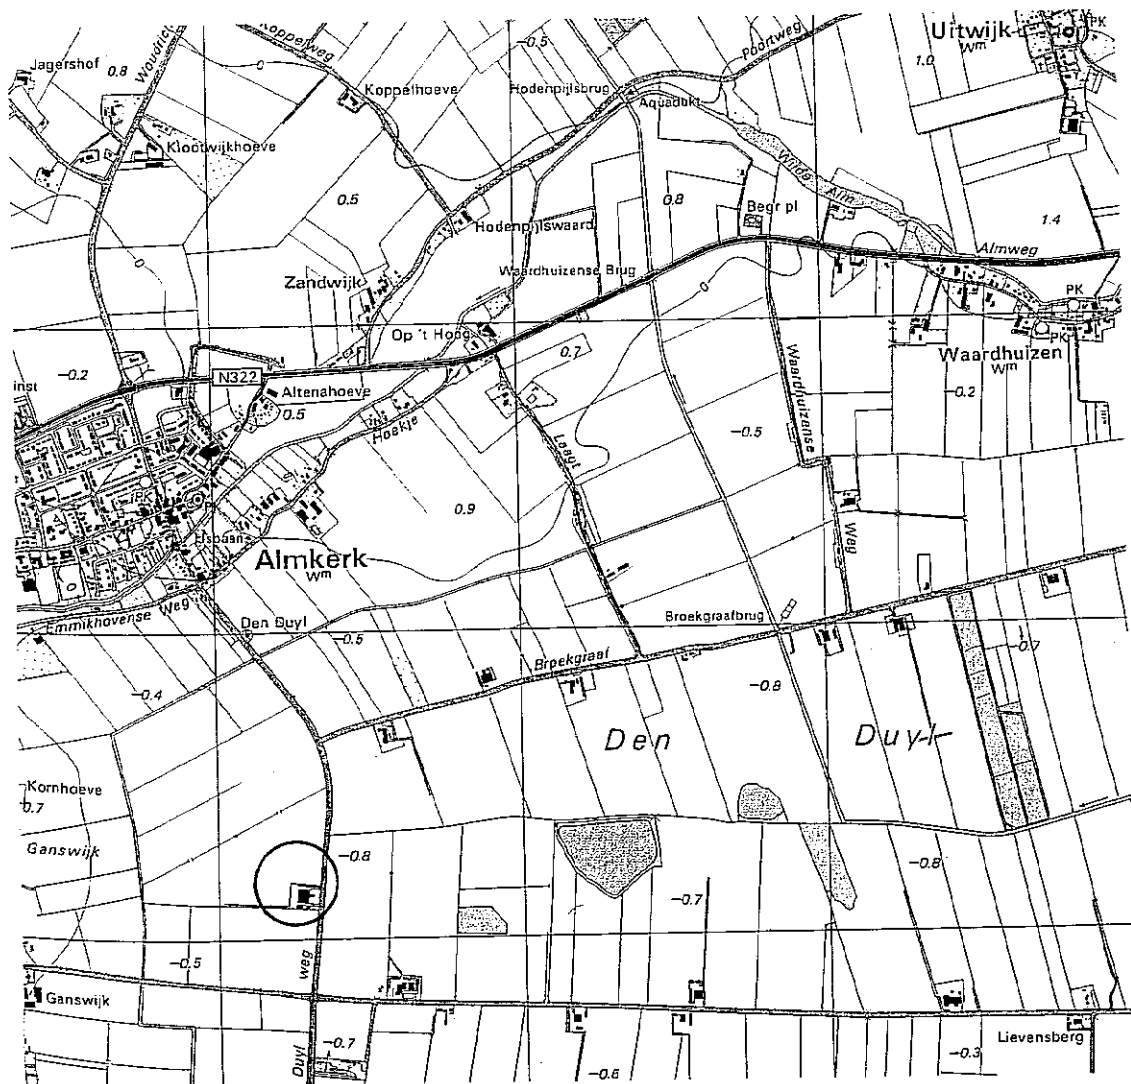 Jagershof
0.8
Woudric
Koppelweg
0
-0.5
Poortweg
Uitwijk
Wm
PK
1.0
Koppelhoeve
Hodenpijlsbrug
Aquadukt
Klootwijkhoeve
Wilde Alm
0.5
0.8
Begr pl
1.4
Hodenpijlswaard
Almweg
0
Zandwijk
Waardhuizense Brug
0
PK
Op 't Hoog
PK
0.7
Waardhuizen
Wm
-0.2
N322
inst
Altenahoeve
-0.2
0.5
Hoekje
-0.5
Waardhuizense
Laagt
PK
0.9
IJsbaan
Weg
Almkerk
Wm
Emmikhovense Weg
Den Duyl
Broekgraafbrug
-0.5
Broekgraaf
-0.7
-0.4
-0.8
Den Duyl
Kornhoeve
0.7
Ganswijk
-0.8
-0.8
-0.7
-0.5
weg
Ganswijk
Duyl
-0.7
Lievensberg
-0.3
-0.6